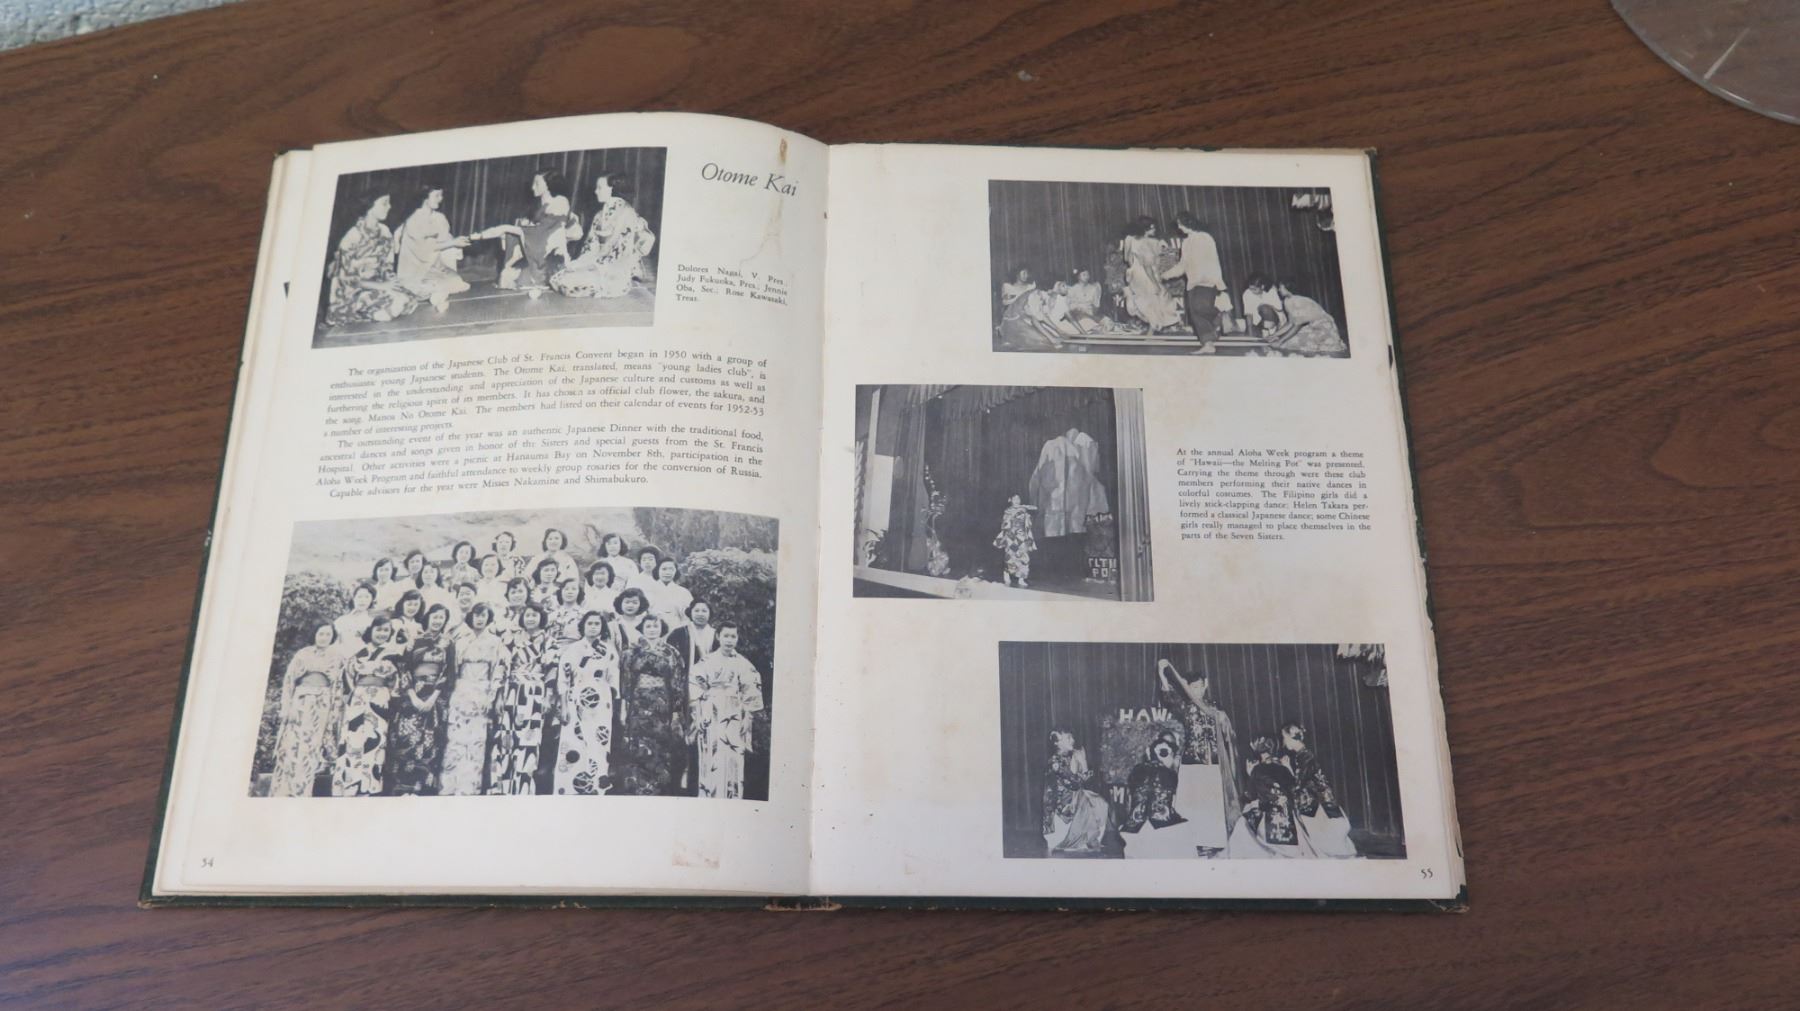 Otome Kai
Dolores Nagai, V. Pres.;
Judy Fukuoka, Pres.; Jennie
Oba, Sec.; Rose Kawasaki,
Treas.
The organization of the Japanese Club of St. Francis Convent began in 1950 with a group of
enthusiastic young Japanese students. The Otome Kai, translated, means "young ladies club", is
interested in the understanding and appreciation of the Japanese culture and customs as well as
furthering the religious spirit of its members. It has chosen as official club flower, the sakura, and
the song, Manoa No Otome Kai. The members had listed on their calendar of events for 1952-53
a number of interesting projects.
The outstanding event of the year was an authentic Japanese Dinner with the traditional food,
ancestral dances and songs given in honor of the Sisters and special guests from the St. Francis
Hospital. Other activities were a picnic at Hanauma Bay on November 8th, participation in the
Aloha Week Program and faithful attendance to weekly group rosaries for the conversion of Russia.
Capable advisors for the year were Misses Nakamine and Shimabukuro.
54
At the annual Aloha Week program a theme
of "Hawaii—the Melting Pot" was presented.
Carrying the theme through were these club
members performing their native dances in
colorful costumes. The Filipino girls did a
lively stick-clapping dance; Helen Takara per-
formed a classical Japanese dance; some Chinese
girls really managed to place themselves in the
parts of the Seven Sisters.
LTIN
PO
HAW
M
55